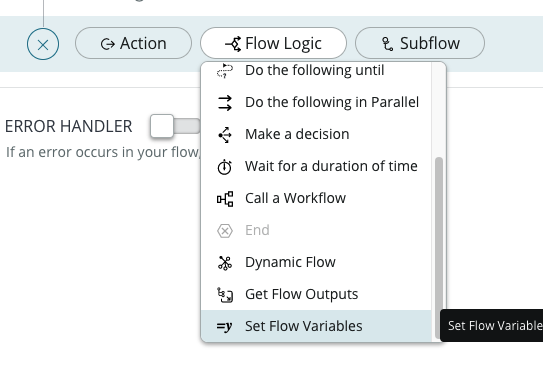 Action
Flow Logic
Subflow
Do the following until
Do the following in Parallel
ERROR HANDLER
Make a decision
If an error occurs in your flow,
Wait for a duration of time
Call a Workflow
End
Dynamic Flow
Get Flow Outputs
=y Set Flow Variables
Set Flow Variable